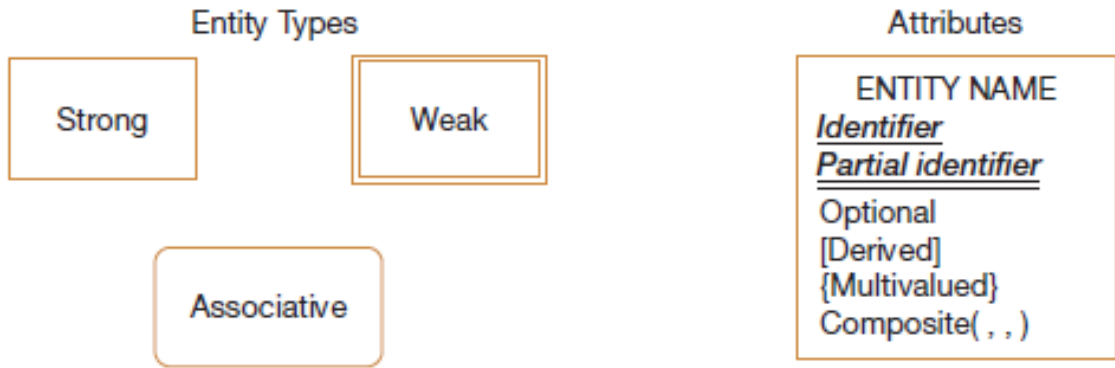 Entity Types
Strong
Weak
Associative
Attributes
ENTITY NAME
Identifier
Partial identifier
Optional
[Derived]
{Multivalued}
Composite( , , )